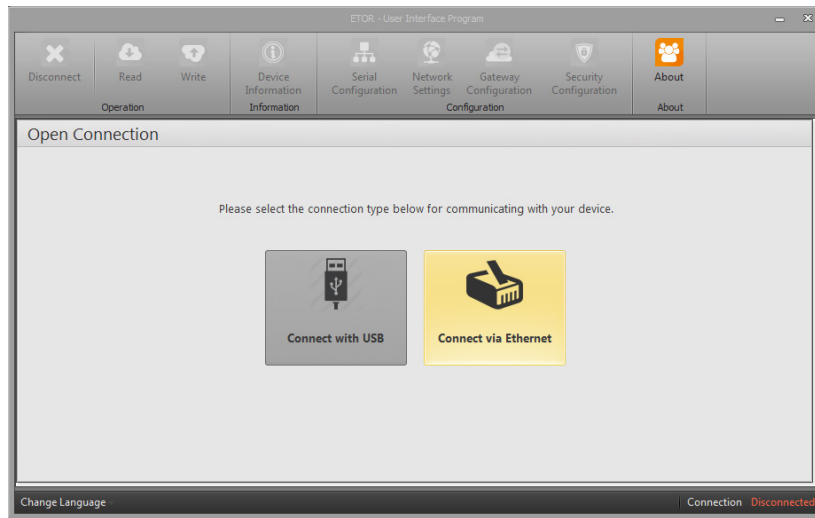 ETOR - User Interface Program
Disconnect
Read
Write
Device
Information
Serial
Configuration
Network
Settings
Gateway
Configuration
Security
Configuration
About
Operation
Information
Configuration
About
Open Connection
Please select the connection type below for communicating with your device.
Connect with USB
Connect via Ethernet
Change Language
Connection Disconnected